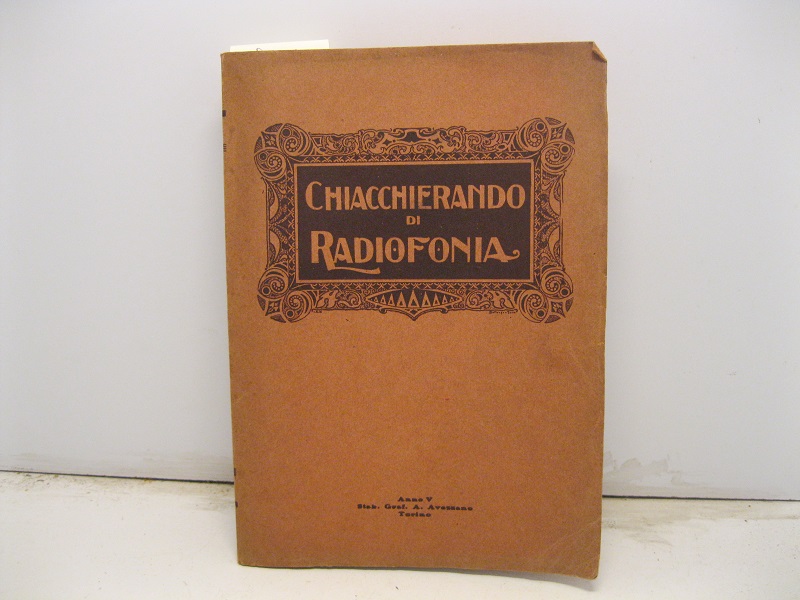 CHIACCHIERANDO
DI
RADIOFONIA
Anno V
Stab. Graf. A. Avezzano
Torino